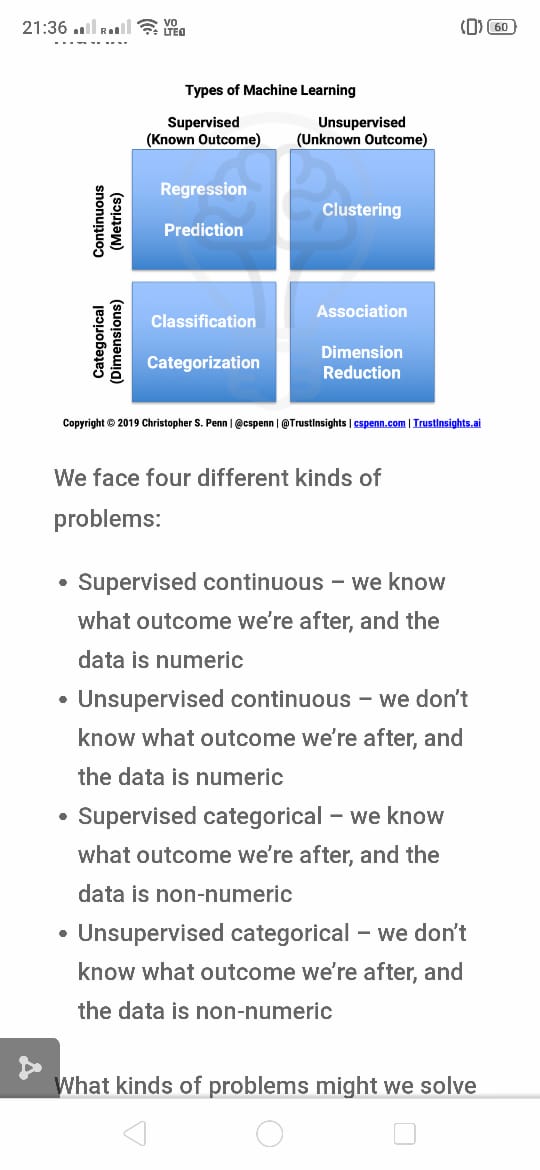 21:36
R
VO
LTE
60
Types of Machine Learning
Supervised
(Known Outcome)
Unsupervised
(Unknown Outcome)
Continuous
(Metrics)
Regression
Prediction
Clustering
Categorical
(Dimensions)
Classification
Categorization
Association
Dimension
Reduction
Copyright © 2019 Christopher S. Penn | @cspenn | @TrustInsights | cspenn.com | TrustInsights.ai
We face four different kinds of
problems:
• Supervised continuous – we know
what outcome we’re after, and the
data is numeric
• Unsupervised continuous – we don’t
know what outcome we’re after, and
the data is numeric
• Supervised categorical – we know
what outcome we’re after, and the
data is non-numeric
• Unsupervised categorical – we don’t
know what outcome we’re after, and
the data is non-numeric
What kinds of problems might we solve